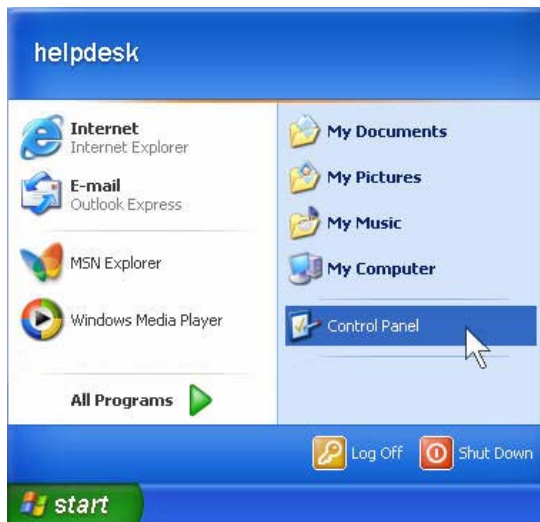 helpdesk
Internet
Internet Explorer
E-mail
Outlook Express
MSN Explorer
Windows Media Player
All Programs
My Documents
My Pictures
My Music
My Computer
Control Panel
Log Off
Shut Down
start